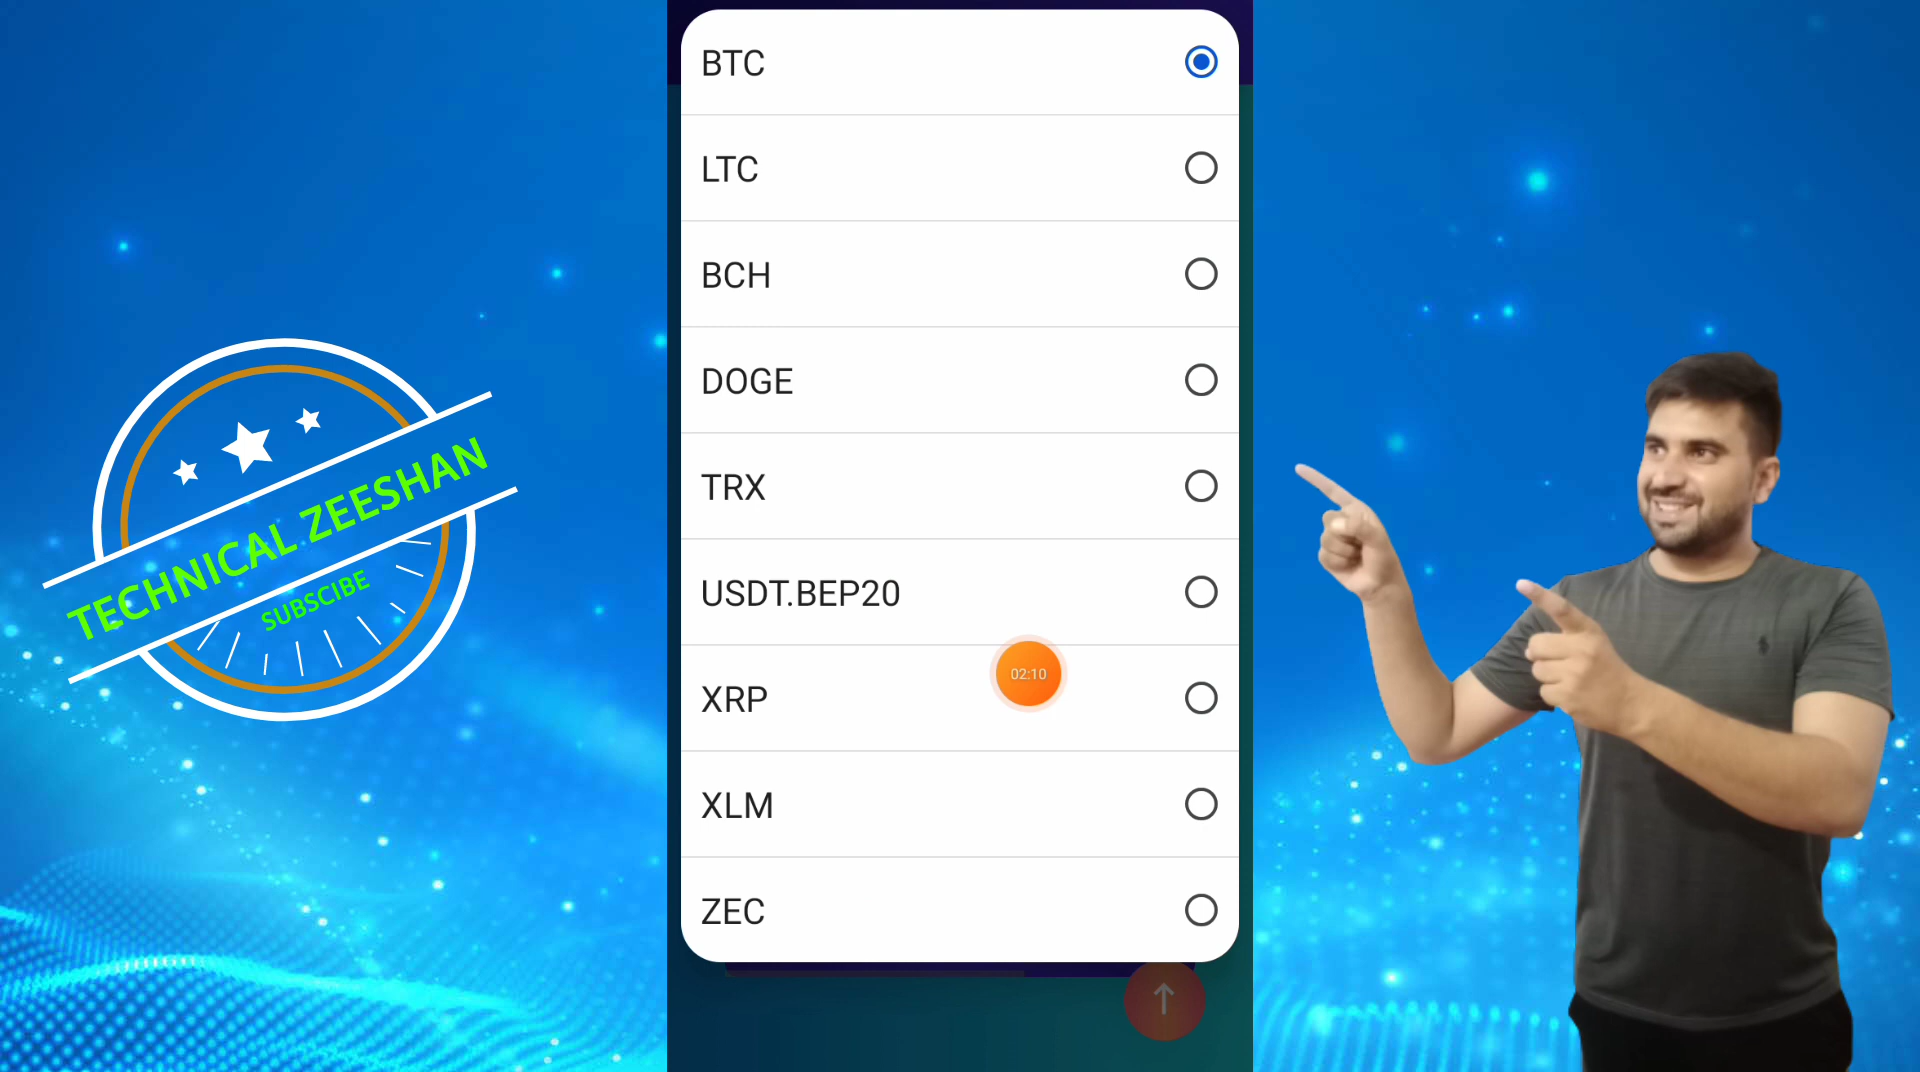 TECHNICAL ZEESHAN
SUBSCIBE
BTC
LTC
BCH
DOGE
TRX
USDT.BEP20
02:10
XRP
XLM
ZEC